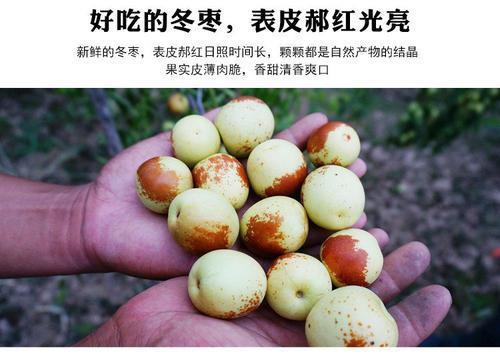 好吃的冬枣，表皮郝红光亮
新鲜的冬枣，表皮郝红日照时间长，颗颗都是自然产物的结晶
果实皮薄肉脆，香甜清香爽口